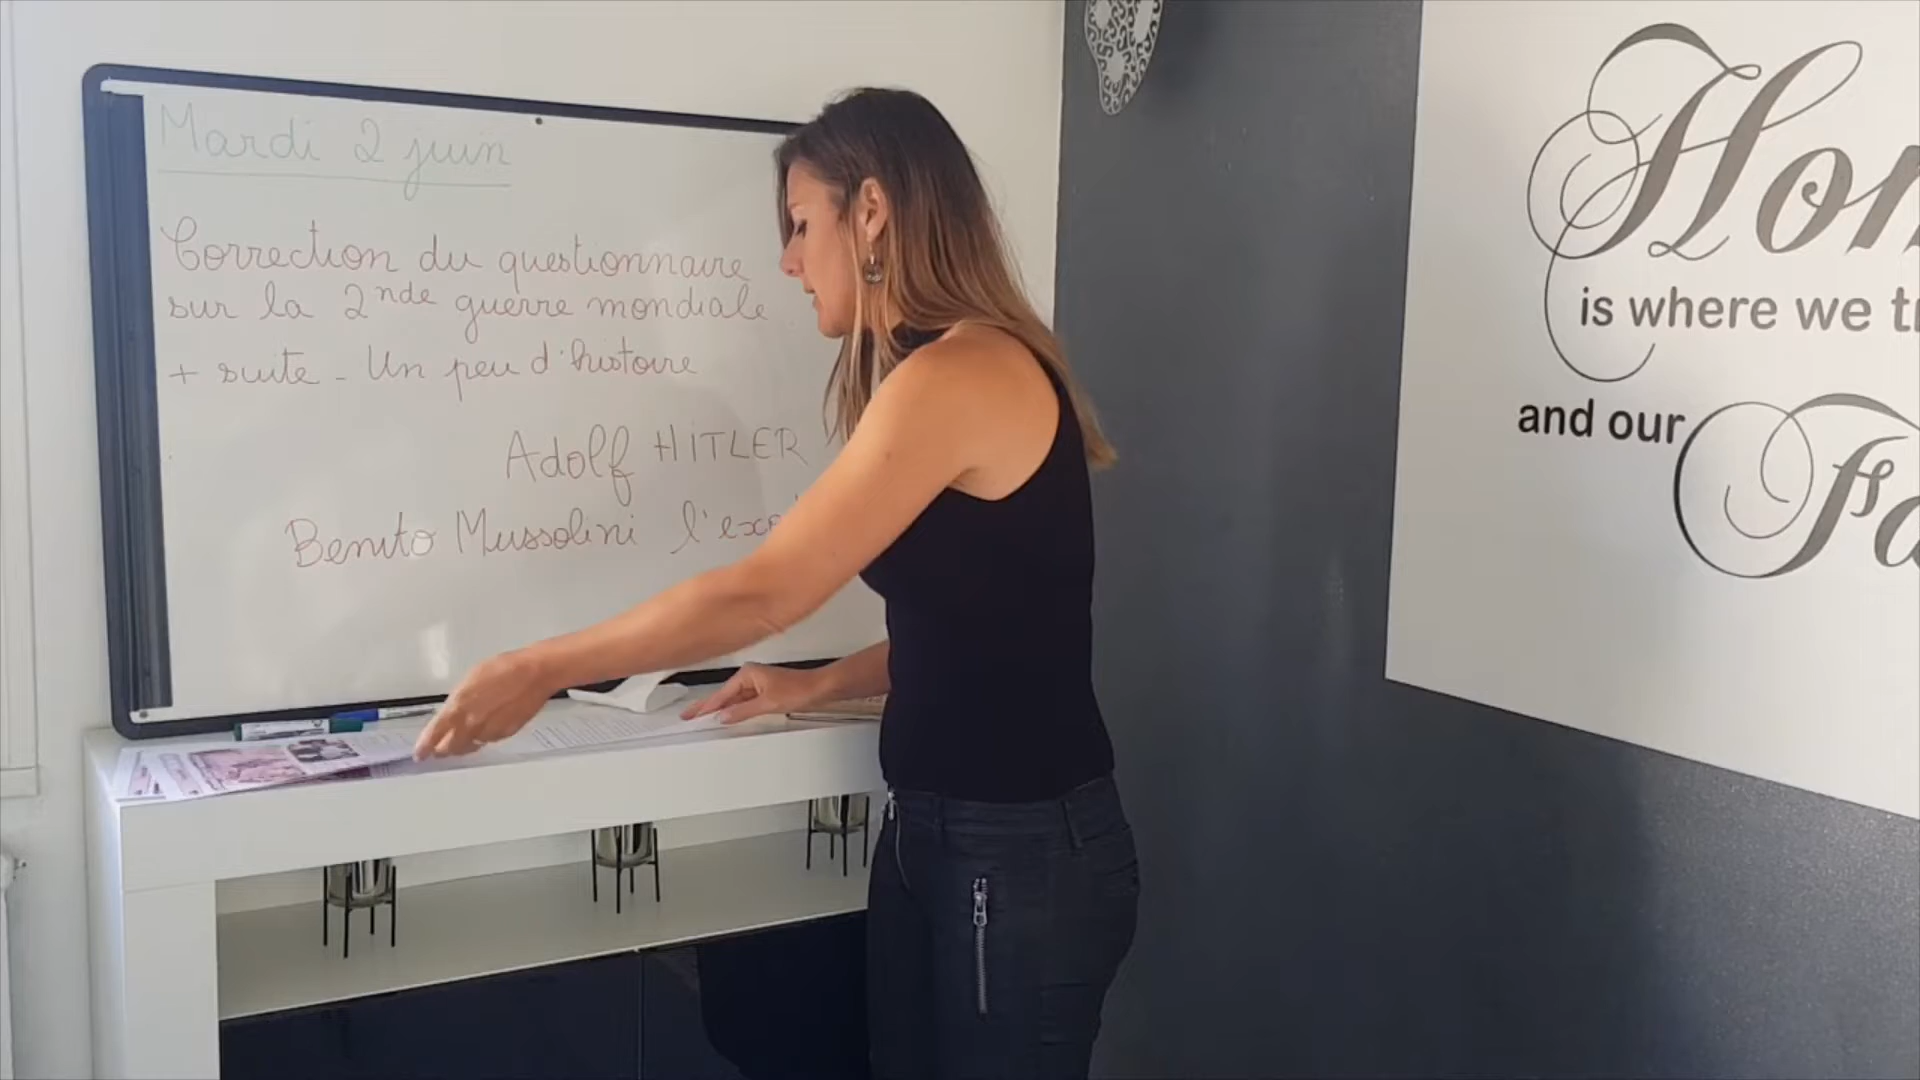 Mardi 2 juin
Correction du questionnaire
sur la 2nde guerre mondiale
+ suite - Un peu d'histoire
Adolf HITLER
Benito Mussolini
is where we
and our